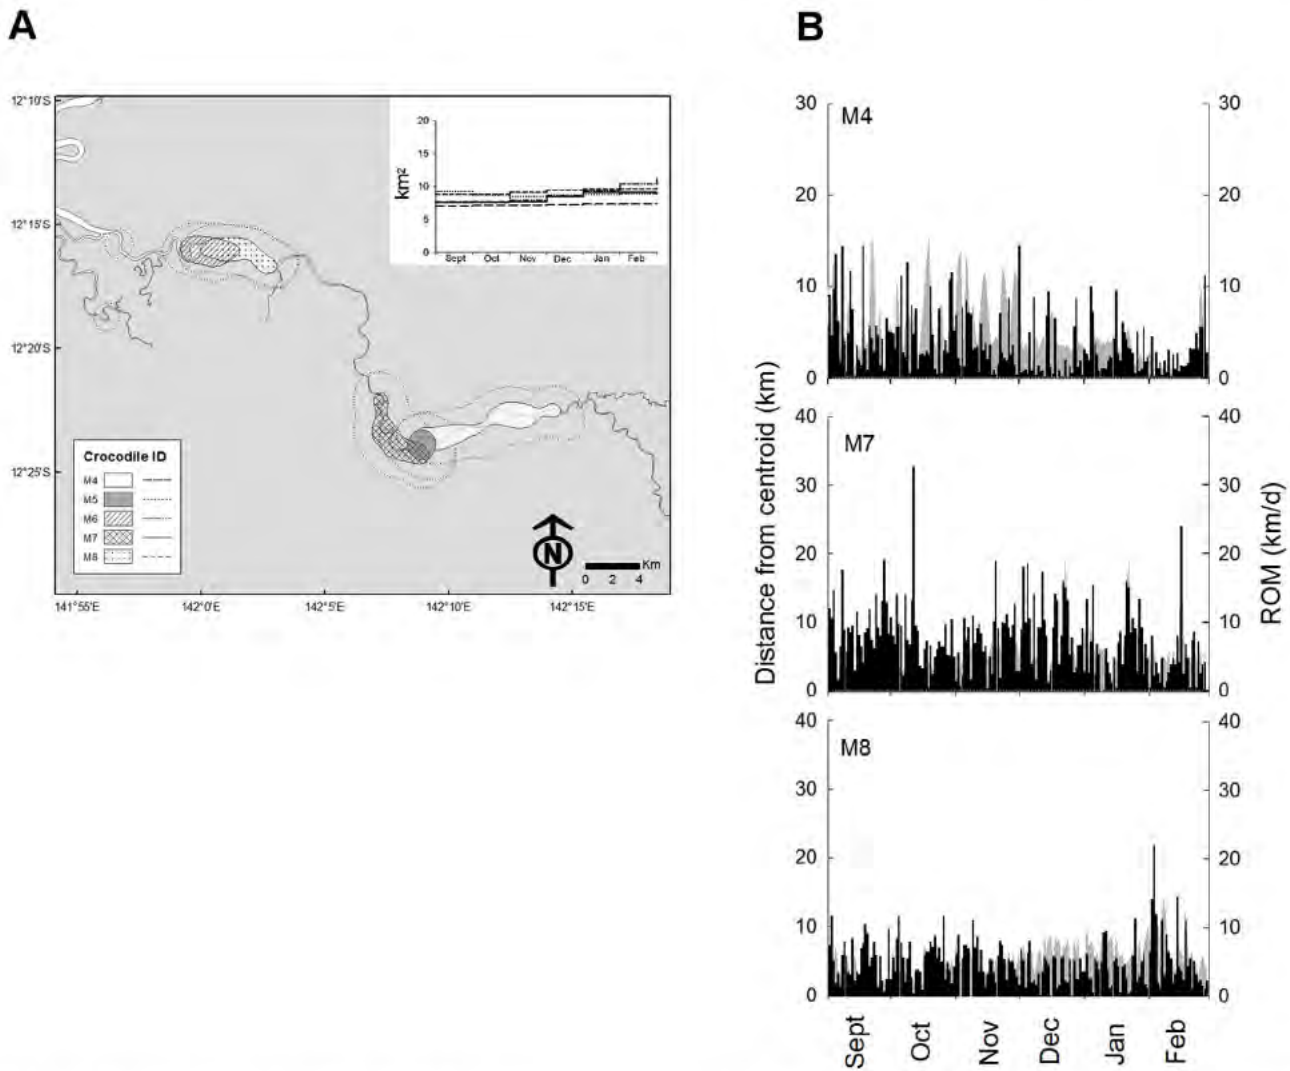 A
B
12°10'S
12°15'S
12°20'S
12°25'S
141°55'E
142°0'E
142°5'E
142°10'E
142°15'E
20
15
10
5
0
km²
Sept Oct Nov Dec Jan Feb
Crocodile ID
M4
M5
M6
M7
M8
N
Km
0 2 4
Distance from centroid (km)
ROM (km/d)
M4
30 30
20 20
10 10
0 0
M7
40 40
30 30
20 20
10 10
0 0
M8
40 40
30 30
20 20
10 10
0 0
Sept Oct Nov Dec Jan Feb